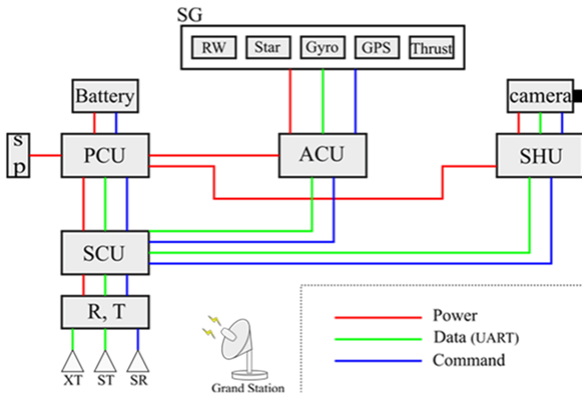 SG
RW Star Gyro GPS Thrust
Battery
camera
s
p
PCU
ACU
SHU
SCU
R, T
XT ST SR
Grand Station
Power
Data (UART)
Command